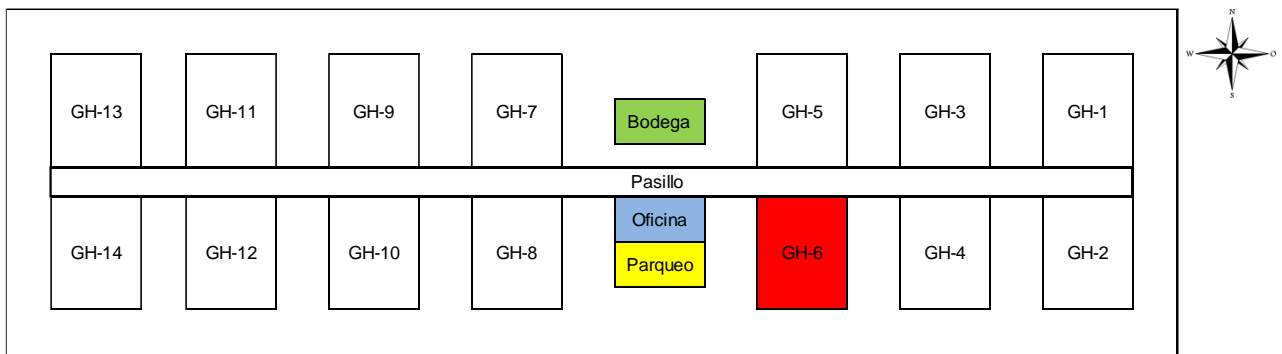 N
W O
S
GH-13 GH-11 GH-9 GH-7 Bodega GH-5 GH-3 GH-1
Pasillo
Oficina
GH-14 GH-12 GH-10 GH-8 Parqueo GH-6 GH-4 GH-2